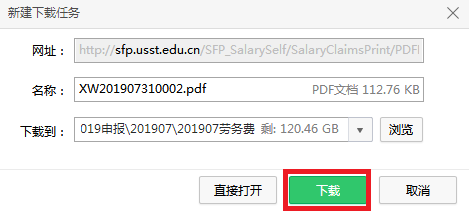 新建下载任务
网址： http://sfp.usst.edu.cn/SFP_SalarySelf/SalaryClaimsPrint/PDF
名称： XW201907310002.pdf PDF文档 112.76 KB
下载到： 019申报\201907\201907劳务费 剩: 120.46 GB 浏览
直接打开 下载 取消